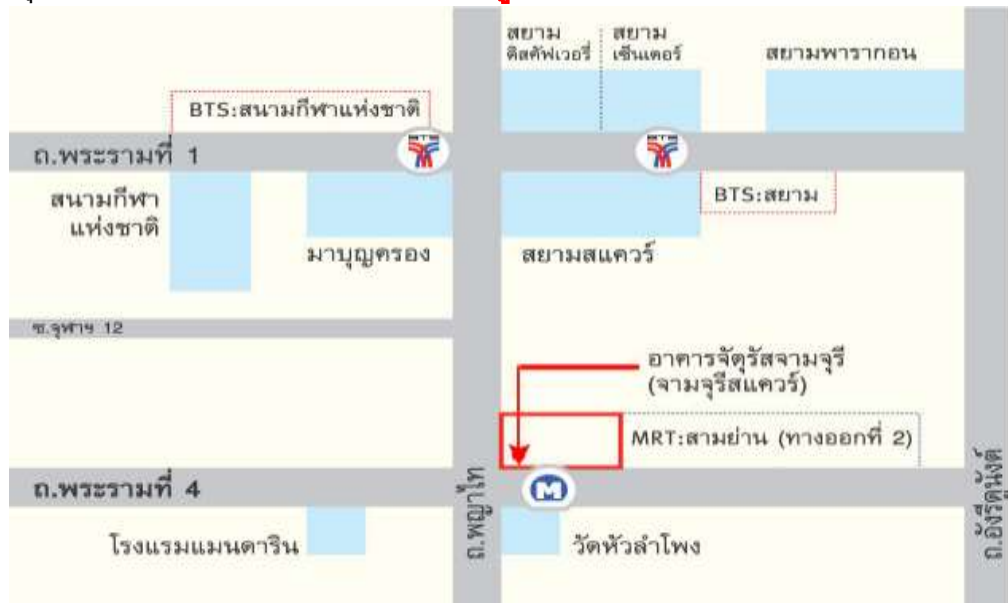 สยาม
ดิสคัฟเวอรี่
สยาม
เซ็นเตอร์
สยามพารากอน
BTS:สนามกีฬาแห่งชาติ
ถ.พระรามที่ 1
สนามกีฬา
แห่งชาติ
มาบุญครอง
BTS:สยาม
สยามสแควร์
ซ.จุฬาฯ 12
อาคารจัตุรัสจามจุรี
(จามจุรีสแควร์)
MRT:สามย่าน (ทางออกที่ 2)
ถ.พระรามที่ 4
ถ.พญาไท
ถ.อังรีดูนังต์
โรงแรมแมนดาริน
วัดหัวลำโพง